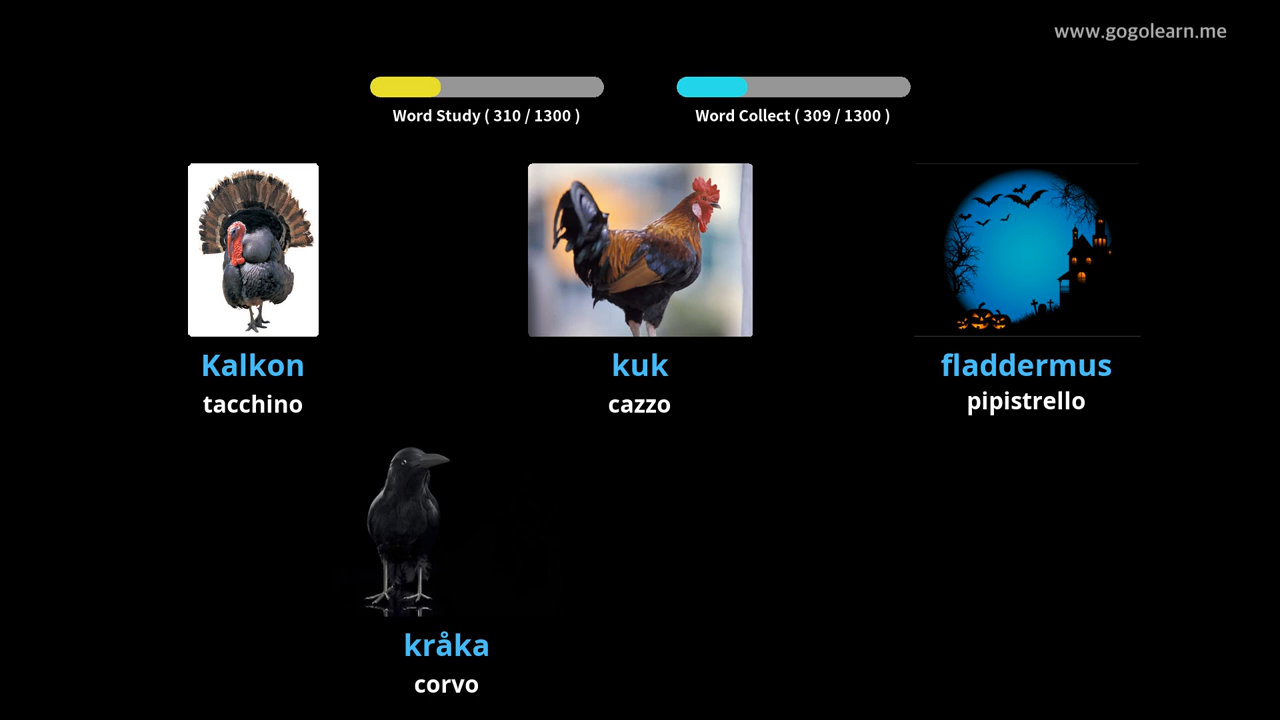 www.gogolearn.me
Word Study ( 310 / 1300 )
Word Collect ( 309 / 1300 )
Kalkon
tacchino
kuk
cazzo
fladdermus
pipistrello
kråka
corvo